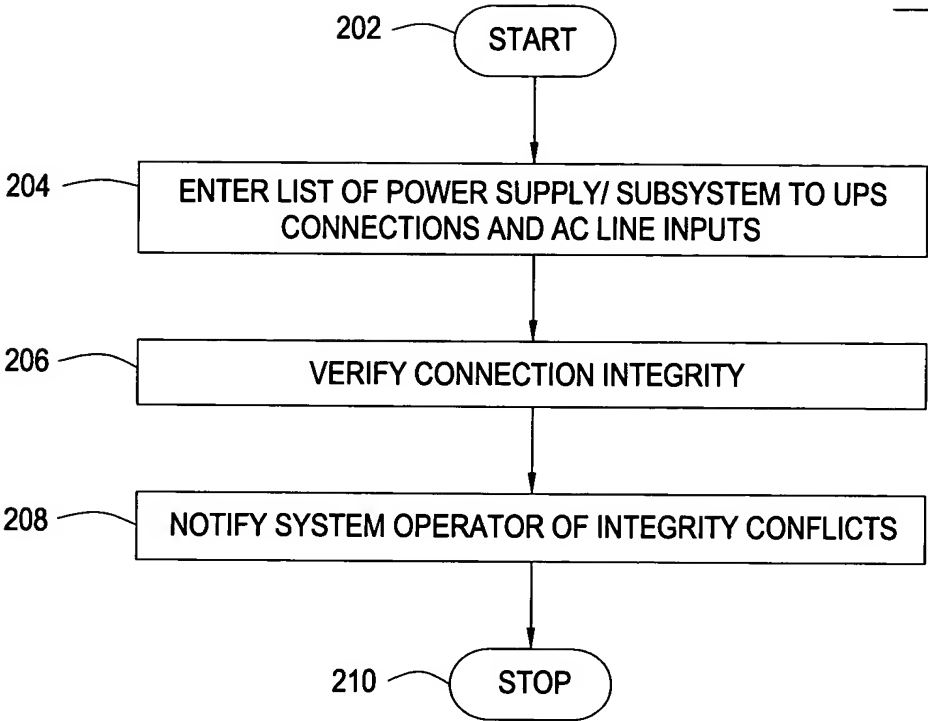 202
START
204
ENTER LIST OF POWER SUPPLY/ SUBSYSTEM TO UPS
CONNECTIONS AND AC LINE INPUTS
206
VERIFY CONNECTION INTEGRITY
208
NOTIFY SYSTEM OPERATOR OF INTEGRITY CONFLICTS
210
STOP